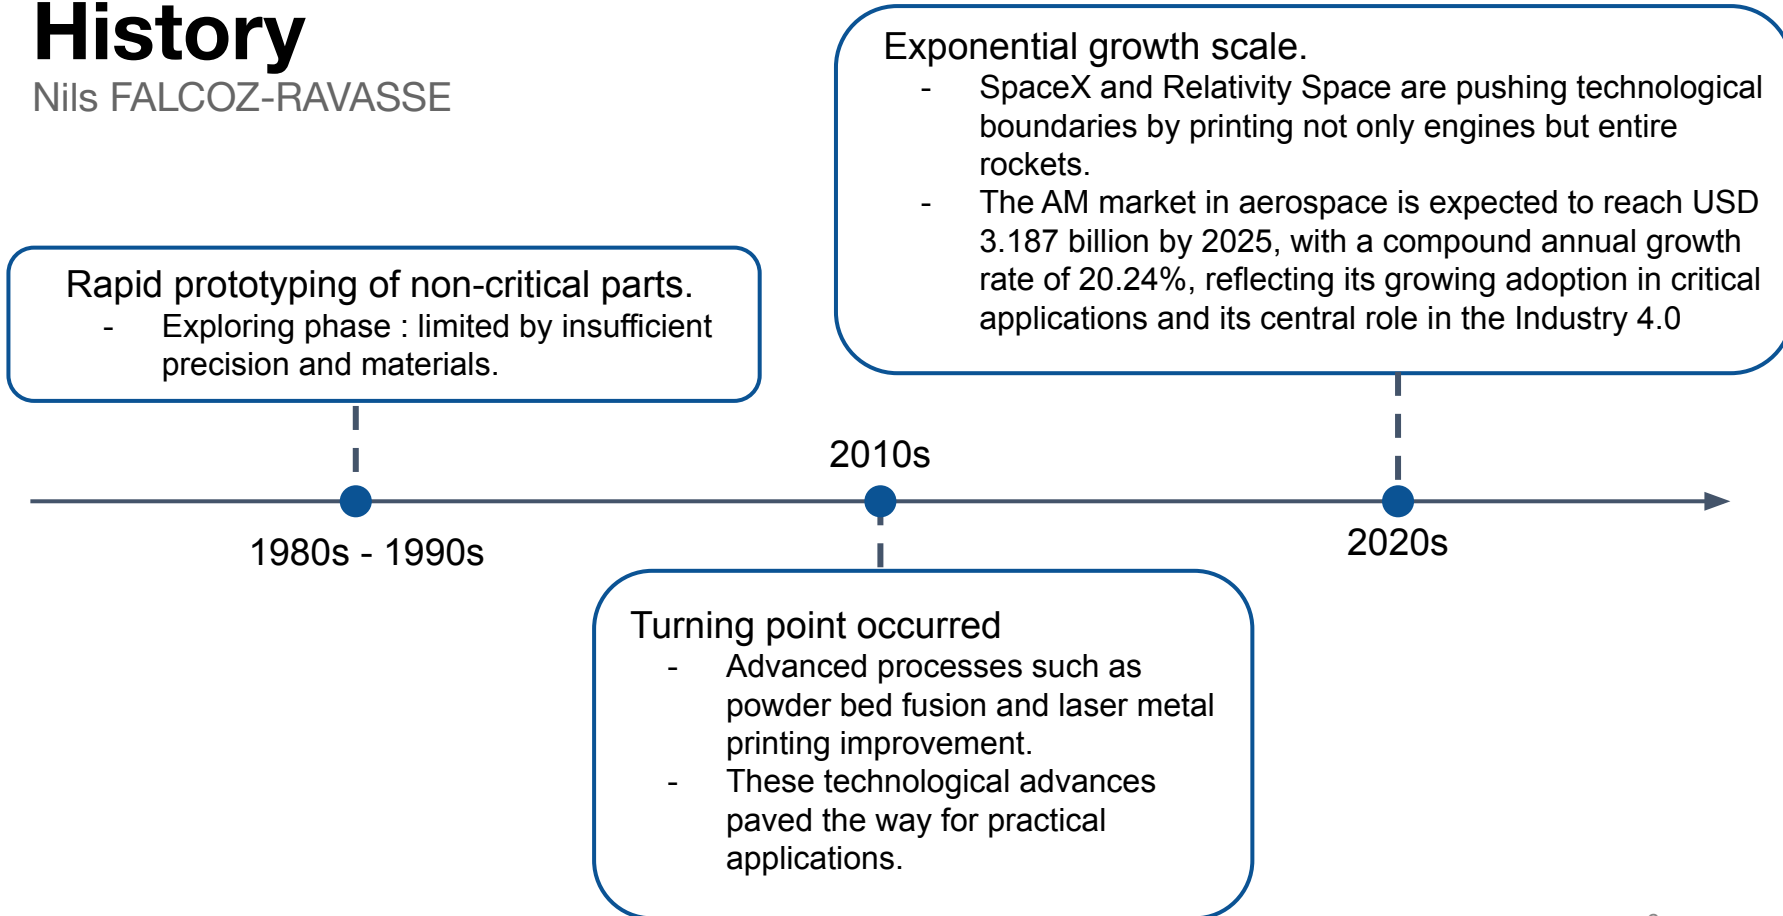 History
Nils FALCOZ-RAVASSE
Exponential growth scale.
- SpaceX and Relativity Space are pushing technological
boundaries by printing not only engines but entire
rockets.
- The AM market in aerospace is expected to reach USD
3.187 billion by 2025, with a compound annual growth
rate of 20.24%, reflecting its growing adoption in critical
applications and its central role in the Industry 4.0
Rapid prototyping of non-critical parts.
- Exploring phase : limited by insufficient
precision and materials.
2010s
1980s - 1990s
2020s
Turning point occurred
- Advanced processes such as
powder bed fusion and laser metal
printing improvement.
- These technological advances
paved the way for practical
applications.